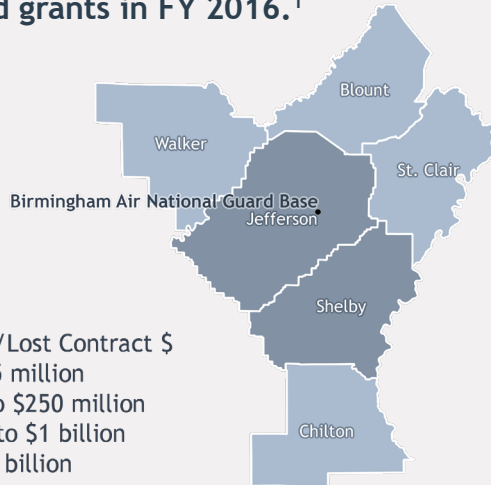 d grants in FY 2016.¹
Blount
Walker
St. Clair
Birmingham Air National Guard Base
Jefferson
Shelby
/Lost Contract $
million
$250 million
to $1 billion
billion
Chilton